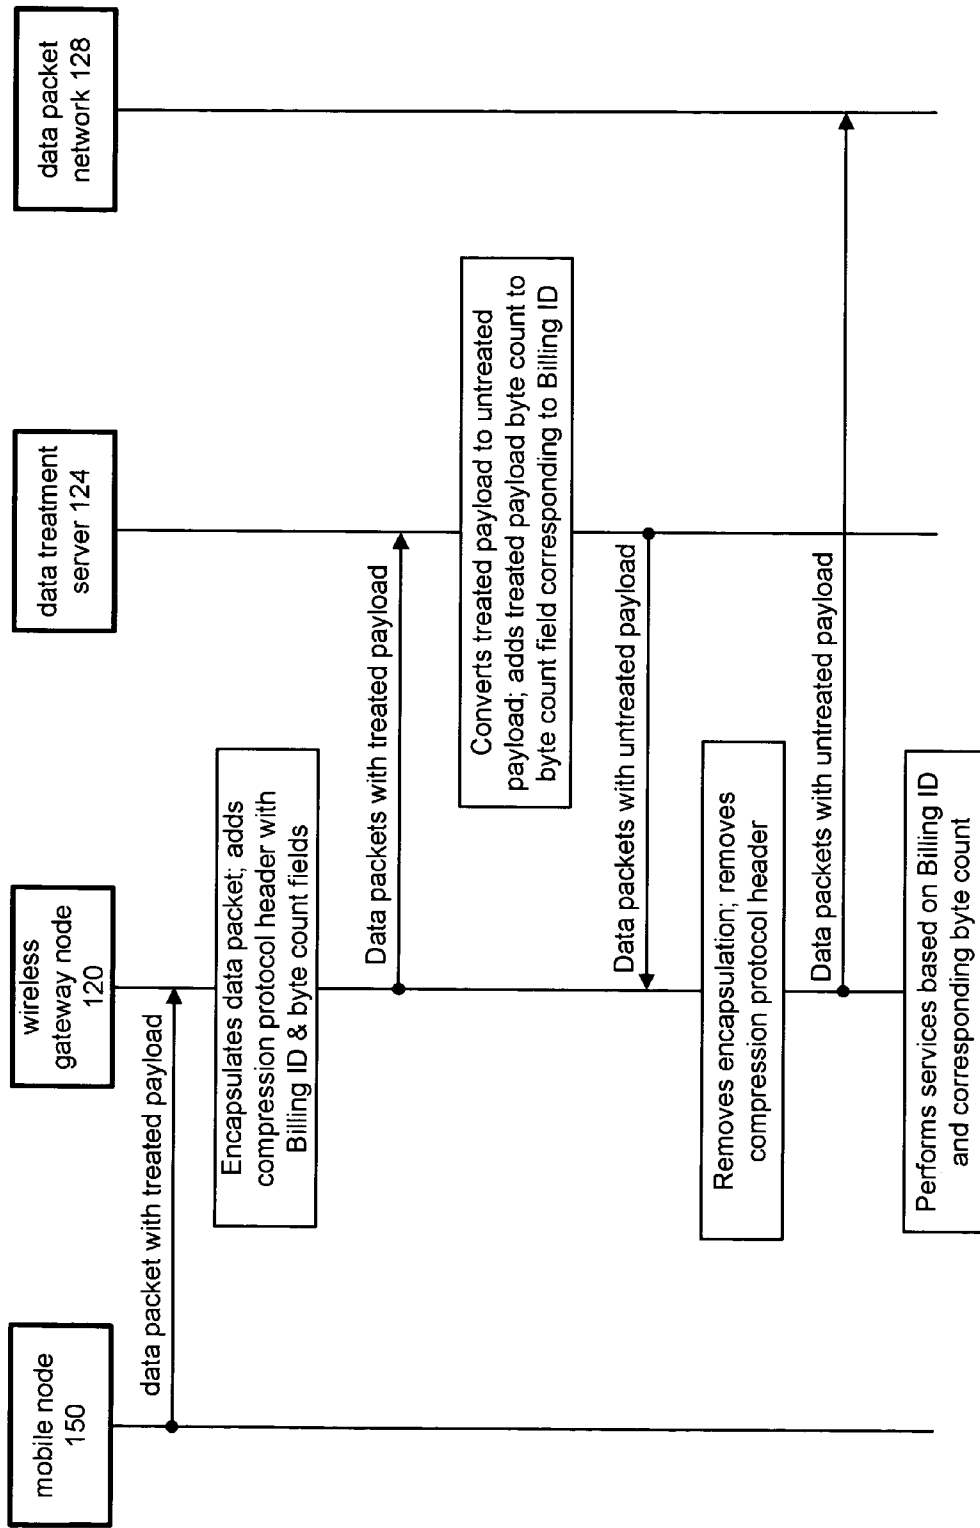 mobile node
150
wireless
gateway node
120
data treatment
server 124
data packet
network 128
data packet with treated payload
Encapsulates data packet; adds
compression protocol header with
Billing ID & byte count fields
Data packets with treated payload
Converts treated payload to untreated
payload; adds treated payload byte count to
byte count field corresponding to Billing ID
Data packets with untreated payload
Removes encapsulation; removes
compression protocol header
Data packets with untreated payload
Performs services based on Billing ID
and corresponding byte count